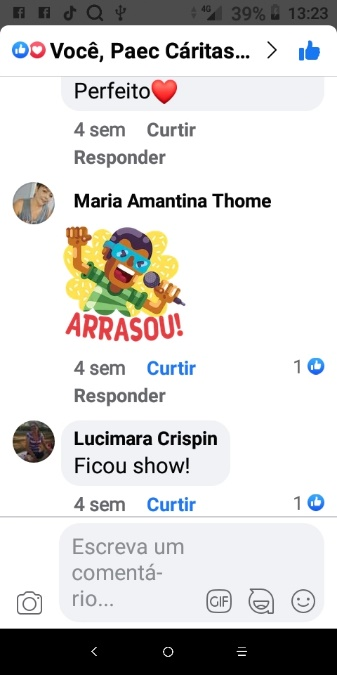 4G 39% 13:23
Você, Paec Cáritas...
Perfeito❤️
4 sem Curtir
Responder
Maria Amantina Thome
ARRASOU!
4 sem Curtir 1
Responder
Lucimara Crispin
Ficou show!
4 sem Curtir 1
Escreva um
comentá-
rio...
GIF